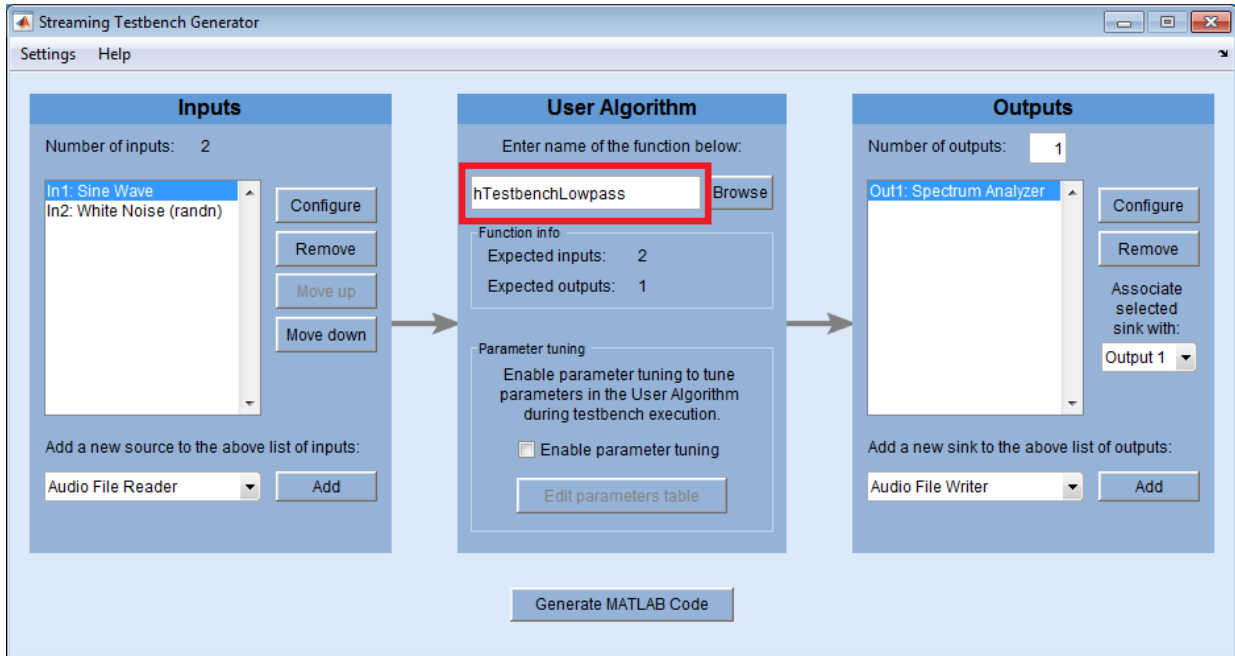 Streaming Testbench Generator
Settings Help
Inputs
Number of inputs: 2
In1: Sine Wave
In2: White Noise (randn)
Configure
Remove
Move up
Move down
Add a new source to the above list of inputs:
Audio File Reader
Add
User Algorithm
Enter name of the function below:
hTestbenchLowpass
Browse
Function info
Expected inputs: 2
Expected outputs: 1
Parameter tuning
Enable parameter tuning to tune
parameters in the User Algorithm
during testbench execution.
Enable parameter tuning
Edit parameters table
Outputs
Number of outputs: 1
Out1: Spectrum Analyzer
Configure
Remove
Associate
selected
sink with:
Output 1
Add a new sink to the above list of outputs:
Audio File Writer
Add
Generate MATLAB Code